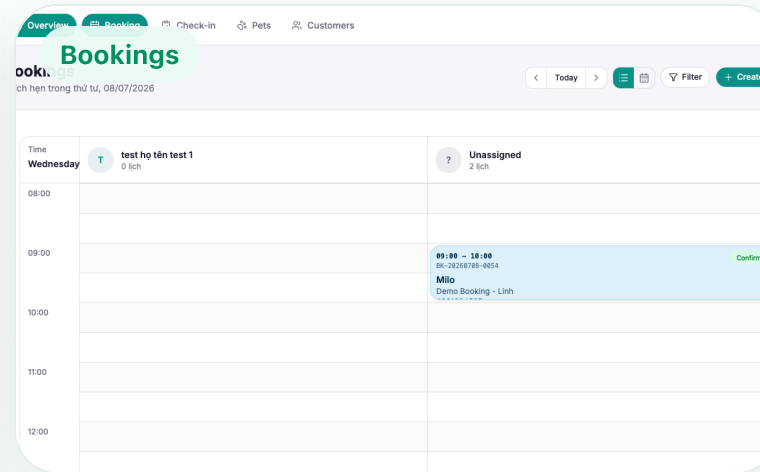 Overview
Booking
Check-in
Pets
Customers
Bookings
ch hẹn trong thứ tư, 08/07/2026
Today
Filter
+ Create
Time
Wednesday
T
test họ tên test 1
0 lịch
?
Unassigned
2 lịch
08:00
09:00
09:00 – 10:00
BK-20260708-0054
Confirm
Milo
Demo Booking - Linh
10:00
11:00
12:00